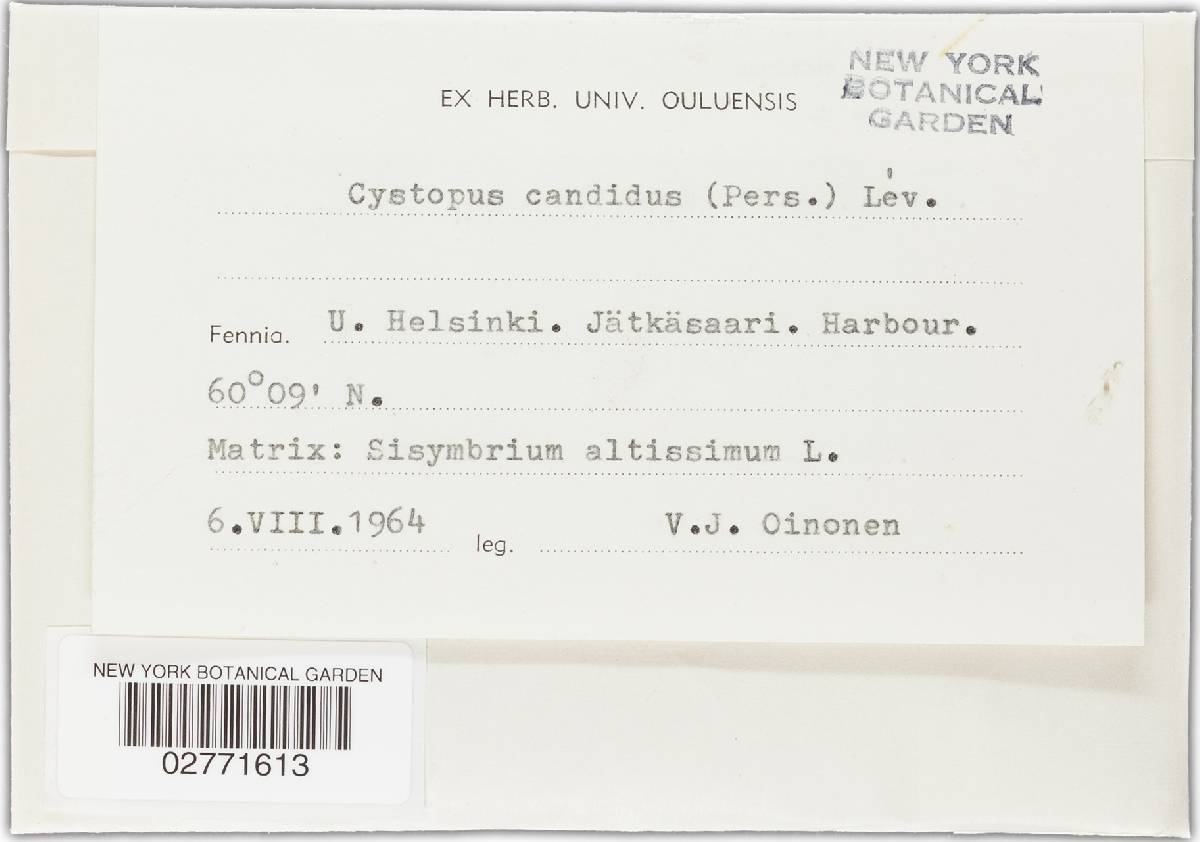 NEW YORK
BOTANICAL
GARDEN
EX HERB. UNIV. OULUENSIS
Cystopus candidus (Pers.) Lév.
Fennia. U. Helsinki. Jätkäsaari. Harbour.
60°09' N.
Matrix: Sisymbrium altissimum L.
6.VIII.1964 leg. V.J. Oinonen
NEW YORK BOTANICAL GARDEN
02771613